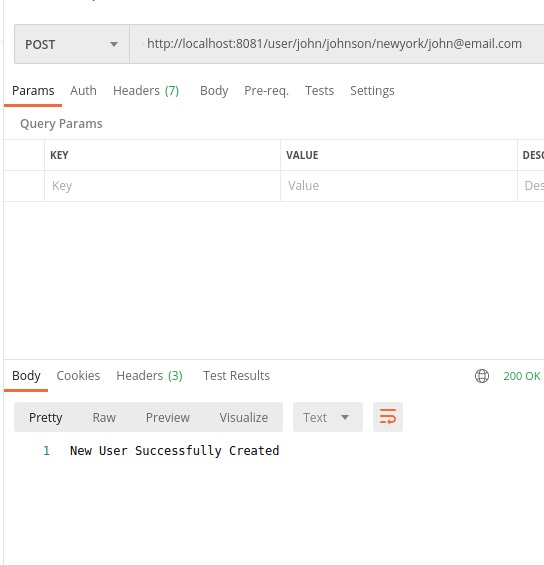 POST http://localhost:8081/user/john/johnson/newyork/john@email.com
Params Auth Headers (7) Body Pre-req. Tests Settings
Query Params
KEY VALUE
Key Value
Body Cookies Headers (3) Test Results 200 OK
Pretty Raw Preview Visualize Text
1 New User Successfully Created